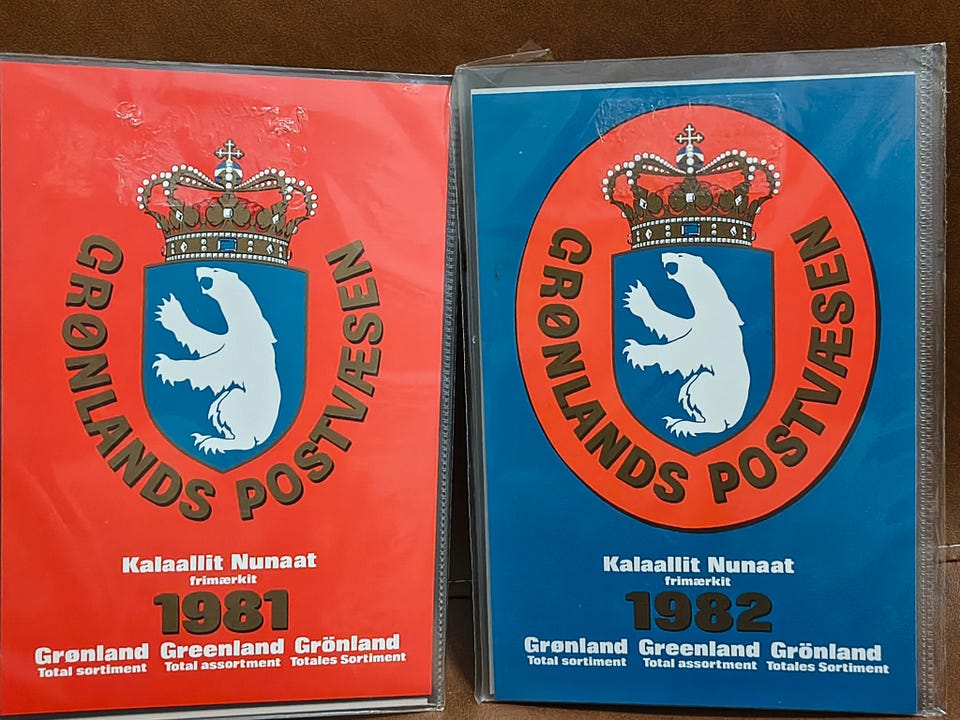 GRØNLANDS POSTVÆSEN
Kalaallit Nunaat
frimærkit
1981
Grønland Greenland Grönland
Total sortiment Total assortment Totales Sortiment
GRØNLANDS POSTVÆSEN
Kalaallit Nunaat
frimærkit
1982
Grønland Greenland Grönland
Total sortiment Total assortment Totales Sortiment